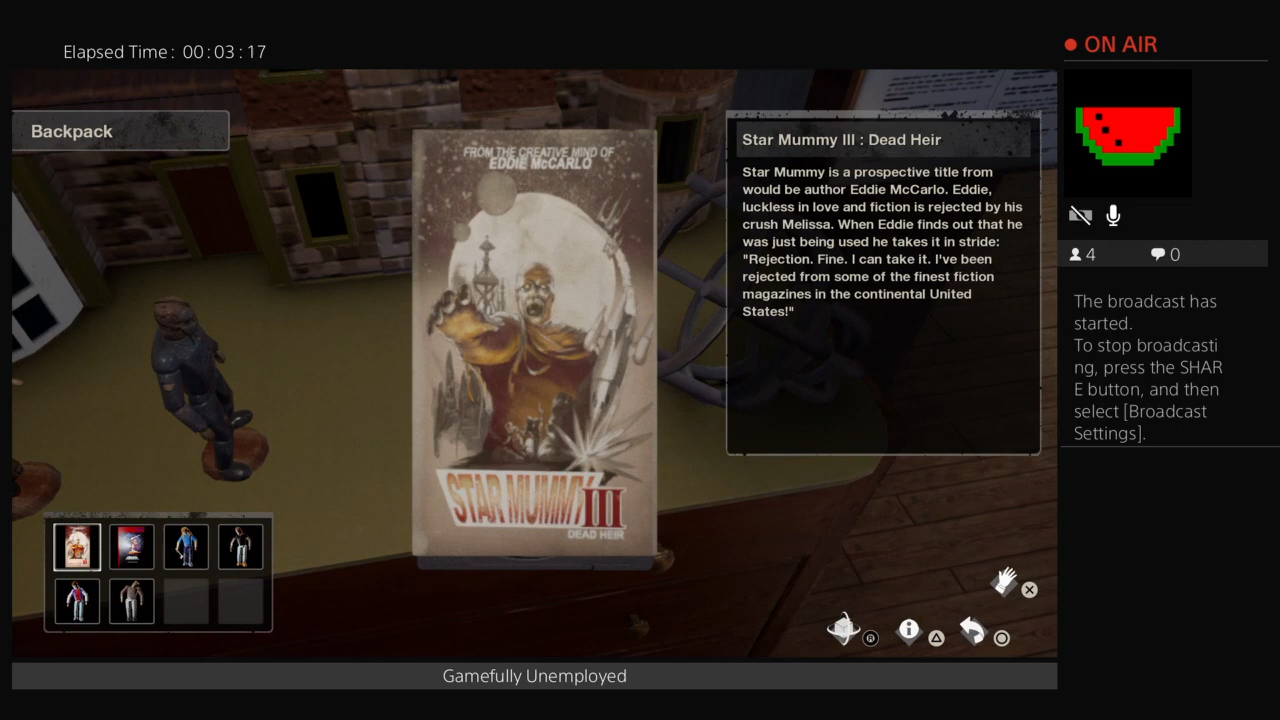 Elapsed Time: 00:03:17
ON AIR
Backpack
FROM THE CREATIVE MIND OF
EDDIE McCARLO
STAR MUMMY III
DEAD HEIR
Star Mummy III : Dead Heir
Star Mummy is a prospective title from
would be author Eddie McCarlo. Eddie,
luckless in love and fiction is rejected by his
crush Melissa. When Eddie finds out that he
was just being used he takes it in stride:
"Rejection. Fine. I can take it. I've been
rejected from some of the finest fiction
magazines in the continental United
States!"
4
0
The broadcast has
started.
To stop broadcasti
ng, press the SHAR
E button, and then
select [Broadcast
Settings].
R
Gamefully Unemployed